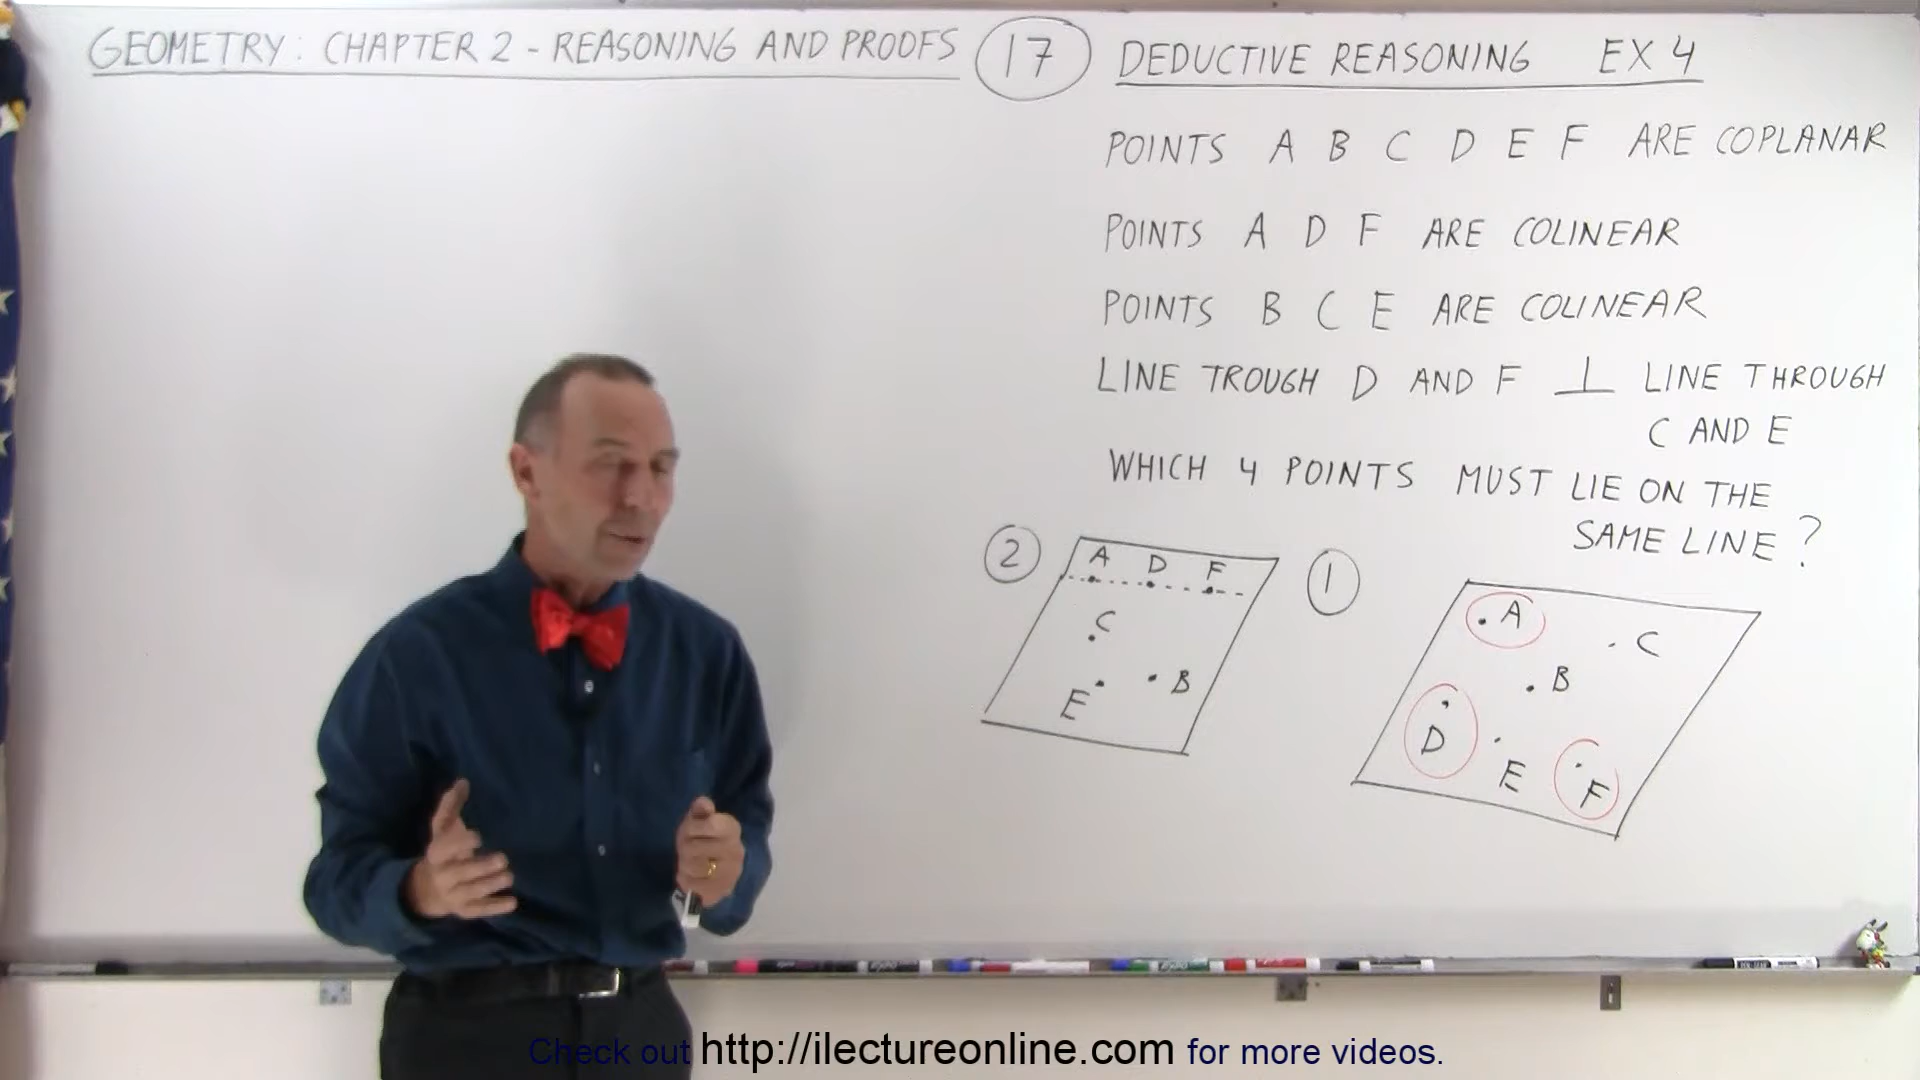 GEOMETRY: CHAPTER 2 - REASONING AND PROOFS 17 DEDUCTIVE REASONING EX 4
POINTS A B C D E F ARE COPLANAR
POINTS A D F ARE COLINEAR
POINTS B C E ARE COLINEAR
LINE TROUGH D AND F ⊥ LINE THROUGH
C AND E
WHICH 4 POINTS MUST LIE ON THE
SAME LINE?
2
A D F
C
E B
1
A C
B
D E F
Check out http://ilectureonline.com for more videos.